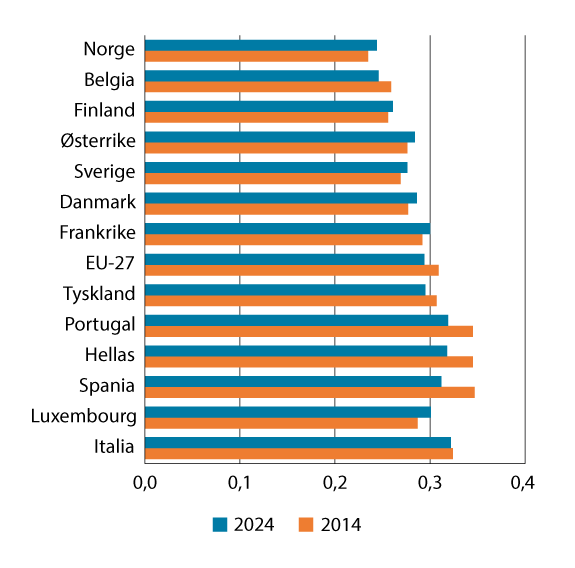 Norge
Belgia
Finland
Østerrike
Sverige
Danmark
Frankrike
EU-27
Tyskland
Portugal
Hellas
Spania
Luxembourg
Italia
0,0 0,1 0,2 0,3 0,4
2024 2014